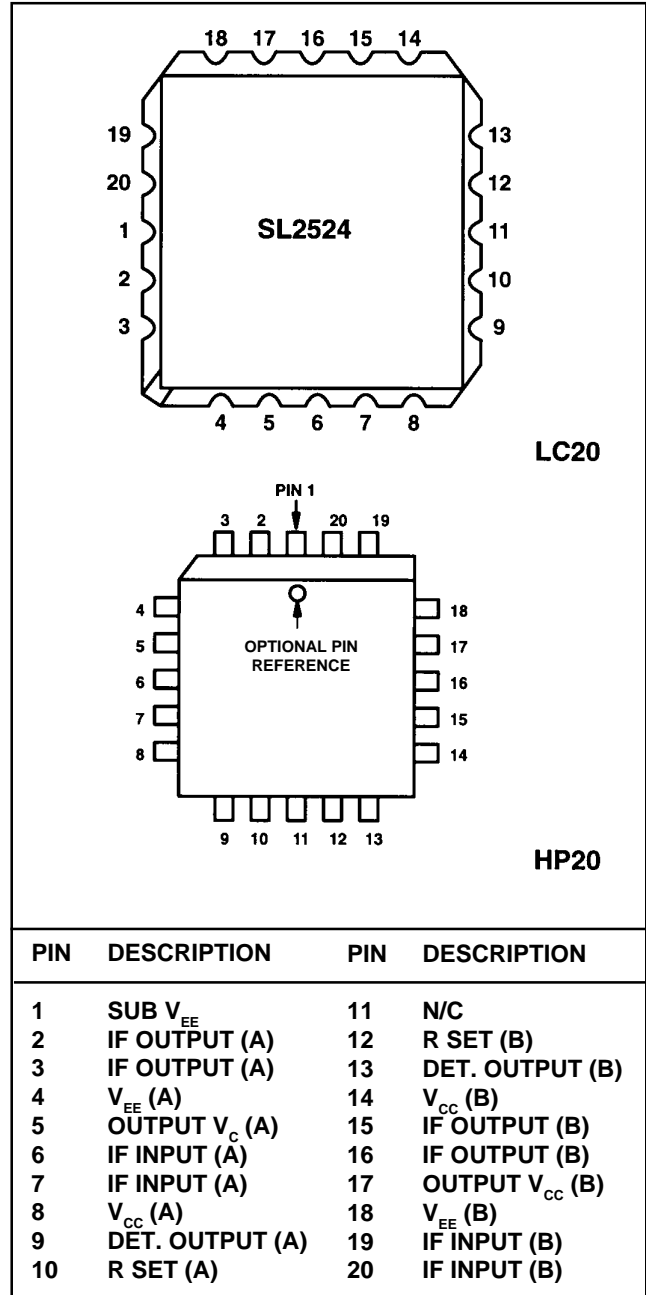 18 17 16 15 14
19 13
20 12
1 SL2524 11
2 10
3 9
4 5 6 7 8
LC20
PIN 1
3 2 20 19
4 18
5 OPTIONAL PIN 17
6 REFERENCE 16
7 15
8 14
9 10 11 12 13
HP20
PIN DESCRIPTION PIN DESCRIPTION
1 SUB VEE 11 N/C
2 IF OUTPUT (A) 12 R SET (B)
3 IF OUTPUT (A) 13 DET. OUTPUT (B)
4 VEE (A) 14 VCC (B)
5 OUTPUT VC (A) 15 IF OUTPUT (B)
6 IF INPUT (A) 16 IF OUTPUT (B)
7 IF INPUT (A) 17 OUTPUT VCC (B)
8 VCC (A) 18 VEE (B)
9 DET. OUTPUT (A) 19 IF INPUT (B)
10 R SET (A) 20 IF INPUT (B)